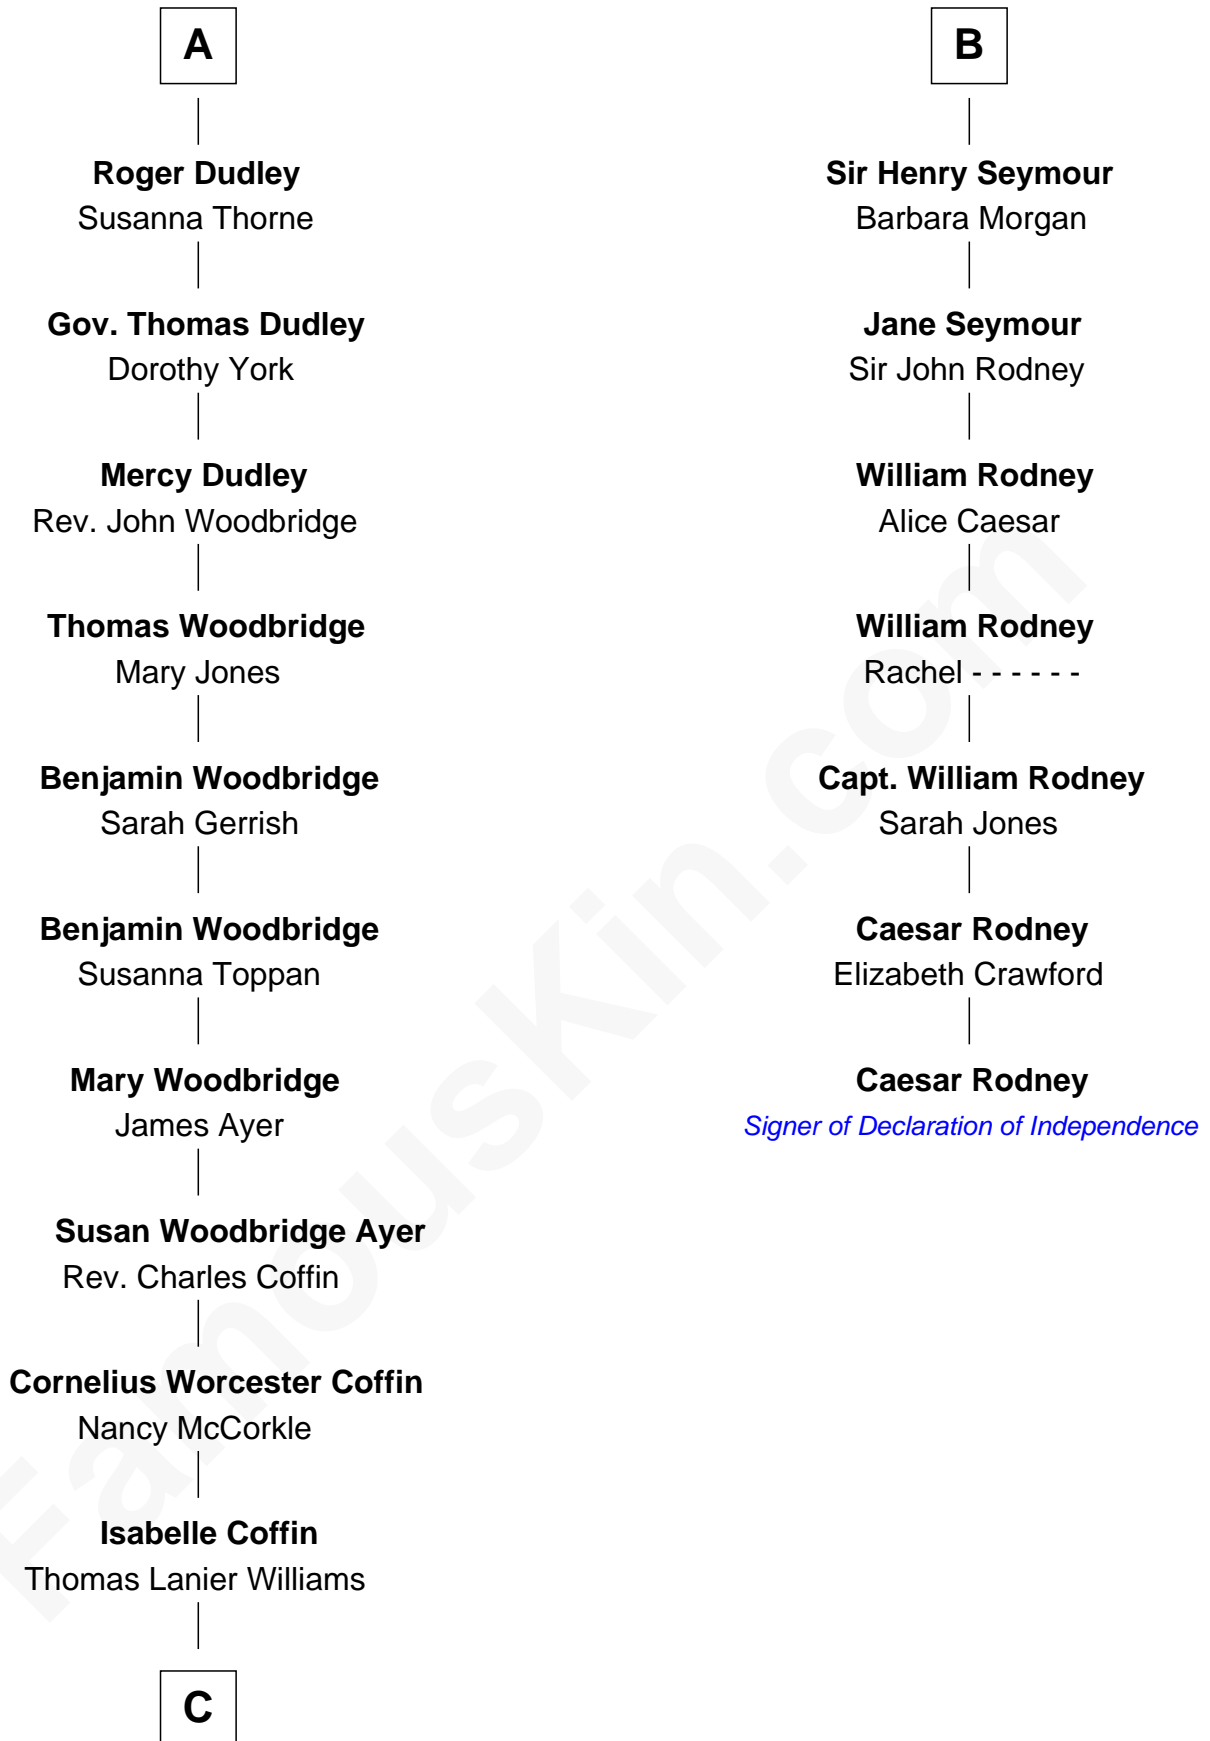 A
Roger Dudley
Susanna Thorne
Gov. Thomas Dudley
Dorothy York
Mercy Dudley
Rev. John Woodbridge
Thomas Woodbridge
Mary Jones
Benjamin Woodbridge
Sarah Gerrish
Benjamin Woodbridge
Susanna Toppan
Mary Woodbridge
James Ayer
Susan Woodbridge Ayer
Rev. Charles Coffin
Cornelius Worcester Coffin
Nancy McCorkle
Isabelle Coffin
Thomas Lanier Williams
C
B
Sir Henry Seymour
Barbara Morgan
Jane Seymour
Sir John Rodney
William Rodney
Alice Caesar
William Rodney
Rachel - - - - - -
Capt. William Rodney
Sarah Jones
Caesar Rodney
Elizabeth Crawford
Caesar Rodney
Signer of Declaration of Independence
FamousKin.com